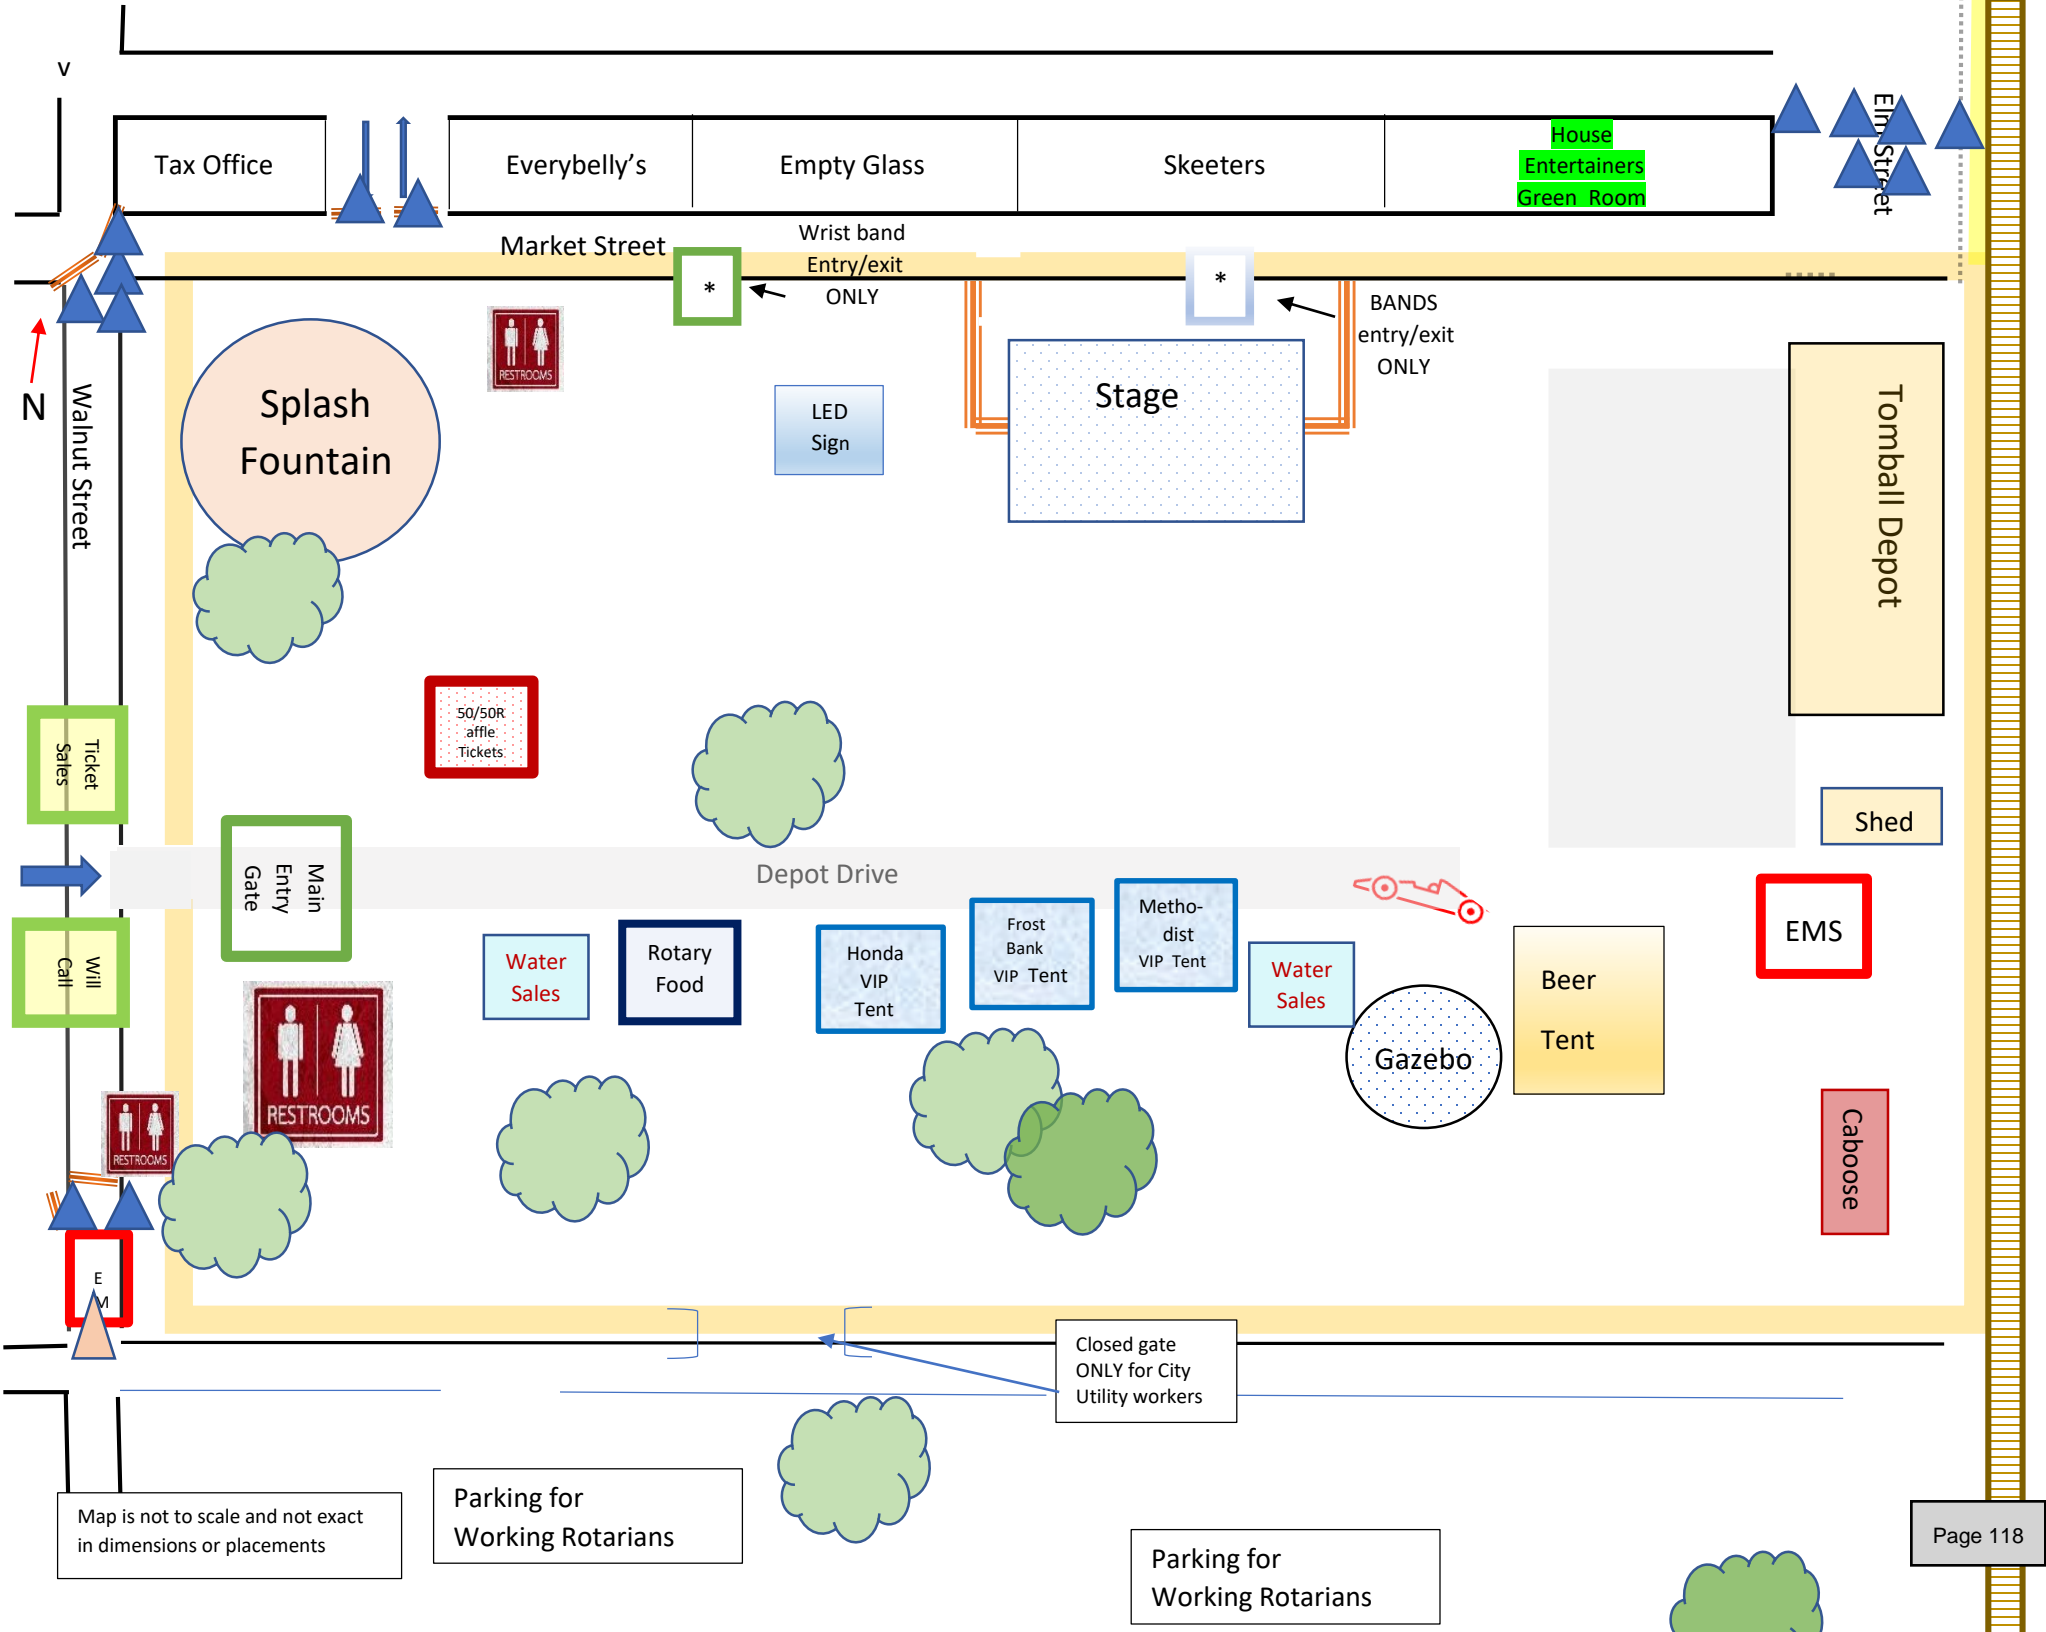 v
Tax Office
Everybelly's
Empty Glass
Skeeters
House
Entertainers
Green Room
Elm Street
Market Street
Wrist band
Entry/exit
ONLY
*
*
BANDS
entry/exit
ONLY
N
Walnut Street
Splash
Fountain
RESTROOMS
LED
Sign
Stage
Tomball Depot
50/50R
affle
Tickets
Ticket
Sales
Shed
Main
Entry
Gate
Depot Drive
Will
Call
Water
Sales
Rotary
Food
Honda
VIP
Tent
Frost
Bank
VIP Tent
Metho-
dist
VIP Tent
Water
Sales
Gazebo
Beer
Tent
EMS
RESTROOMS
RESTROOMS
Caboose
E
M
Closed gate
ONLY for City
Utility workers
Map is not to scale and not exact
in dimensions or placements
Parking for
Working Rotarians
Parking for
Working Rotarians
Page 118